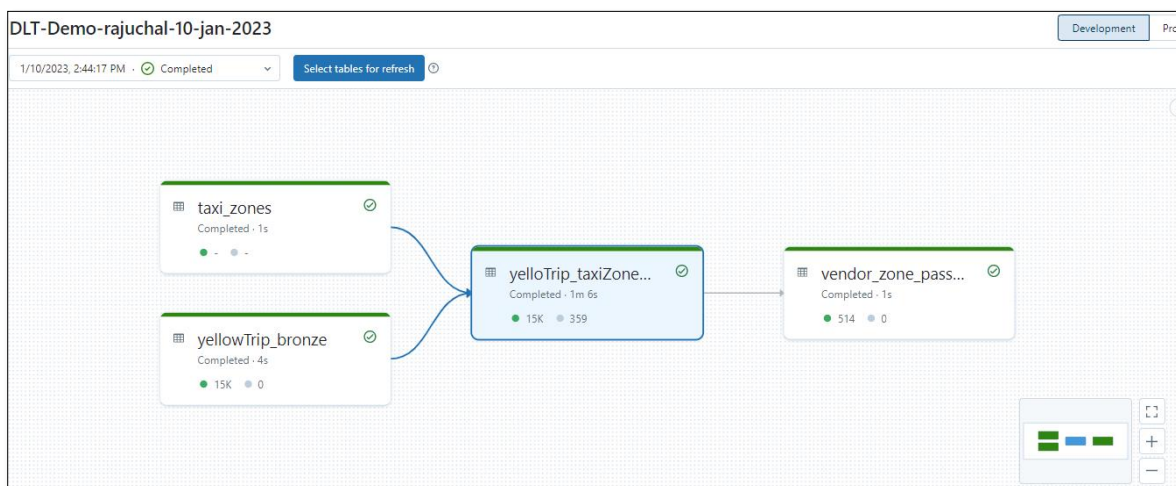 DLT-Demo-rajuchal-10-jan-2023
Development
Pro
1/10/2023, 2:44:17 PM · Completed
Select tables for refresh
taxi_zones
Completed · 1s
- -
yellowTrip_bronze
Completed · 4s
15K 0
yelloTrip_taxiZone...
Completed · 1m 6s
15K 359
vendor_zone_pass...
Completed · 1s
514 0